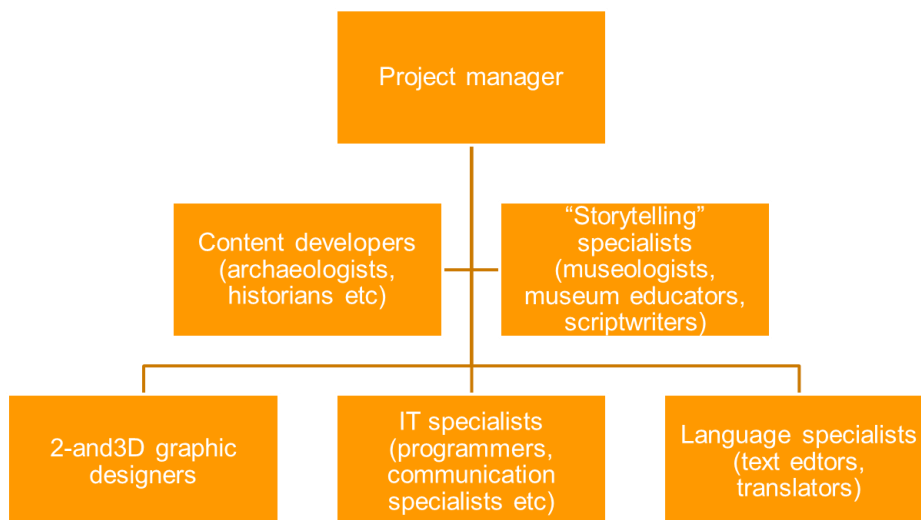 Project manager
Content developers
(archaeologists,
historians etc)
“Storytelling”
specialists
(museologists,
museum educators,
scriptwriters)
2-and3D graphic
designers
IT specialists
(programmers,
communication
specialists etc)
Language specialists
(text edtors,
translators)